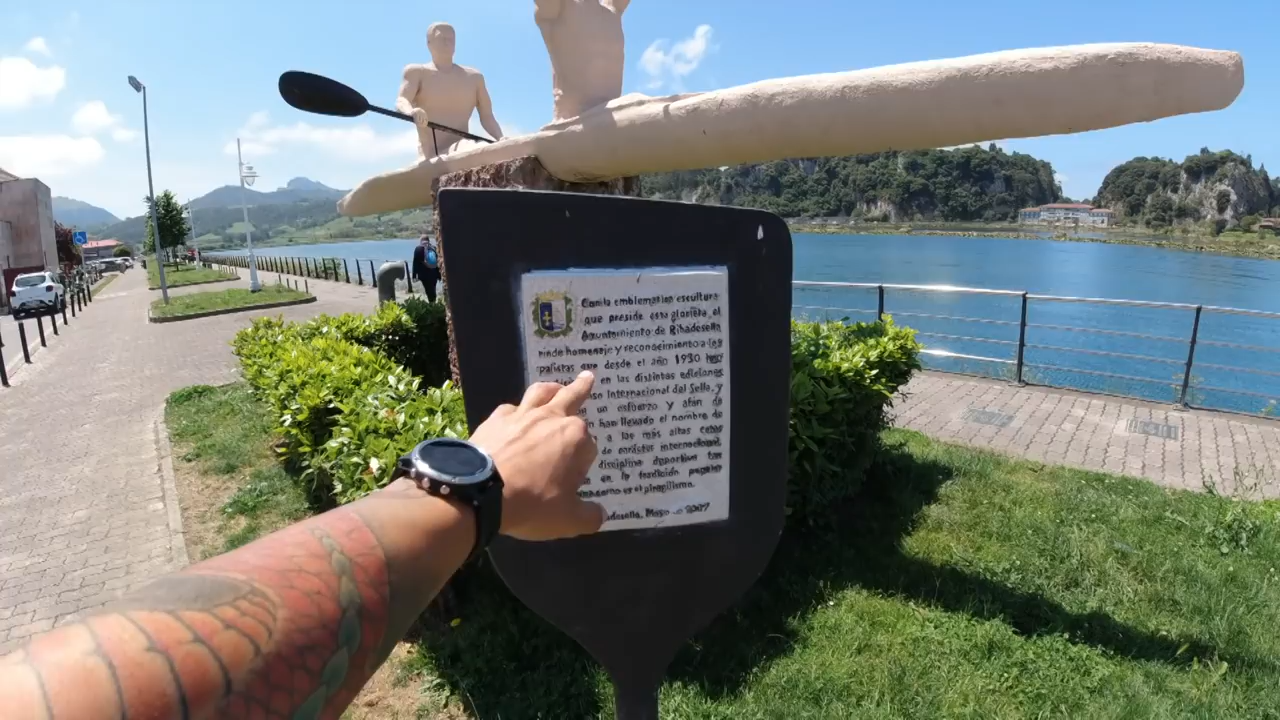 Con la emblemática escultura
que preside esta glorieta, el
Ayuntamiento de Ribadesella
rinde homenaje y reconocimiento a los
palistas que desde el año 1930 han
en las distintas ediciones
Internacional del Sella, y
un esfuerzo y afán de
han llevado el nombre de
a las más altas cotas
de carácter internacional,
disciplina deportiva tan
en la tradición popular
como es el piragüismo.
Mayo 2007